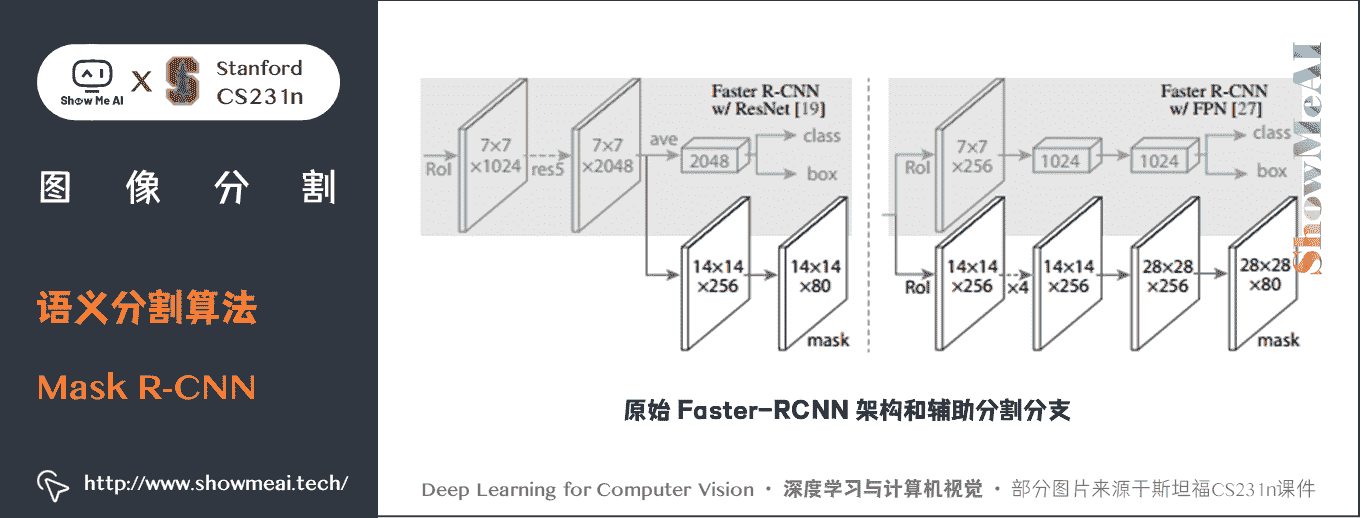 Show Me AI
X
Stanford
CS231n
图像分割
语义分割算法
Mask R-CNN
http://www.showmeai.tech/
Faster R-CNN
w/ ResNet [19]
RoI
7×7
×1024
res5
7×7
×2048
ave
2048
class
box
14×14
×256
14×14
×80
mask
Faster R-CNN
w/ FPN [27]
RoI
7×7
×256
1024
1024
class
box
RoI
14×14
×256
×4
14×14
×256
28×28
×256
28×28
×80
mask
ShowMeAI
原始 Faster-RCNN 架构和辅助分割分支
Deep Learning for Computer Vision · 深度学习与计算机视觉 · 部分图片来源于斯坦福CS231n课件